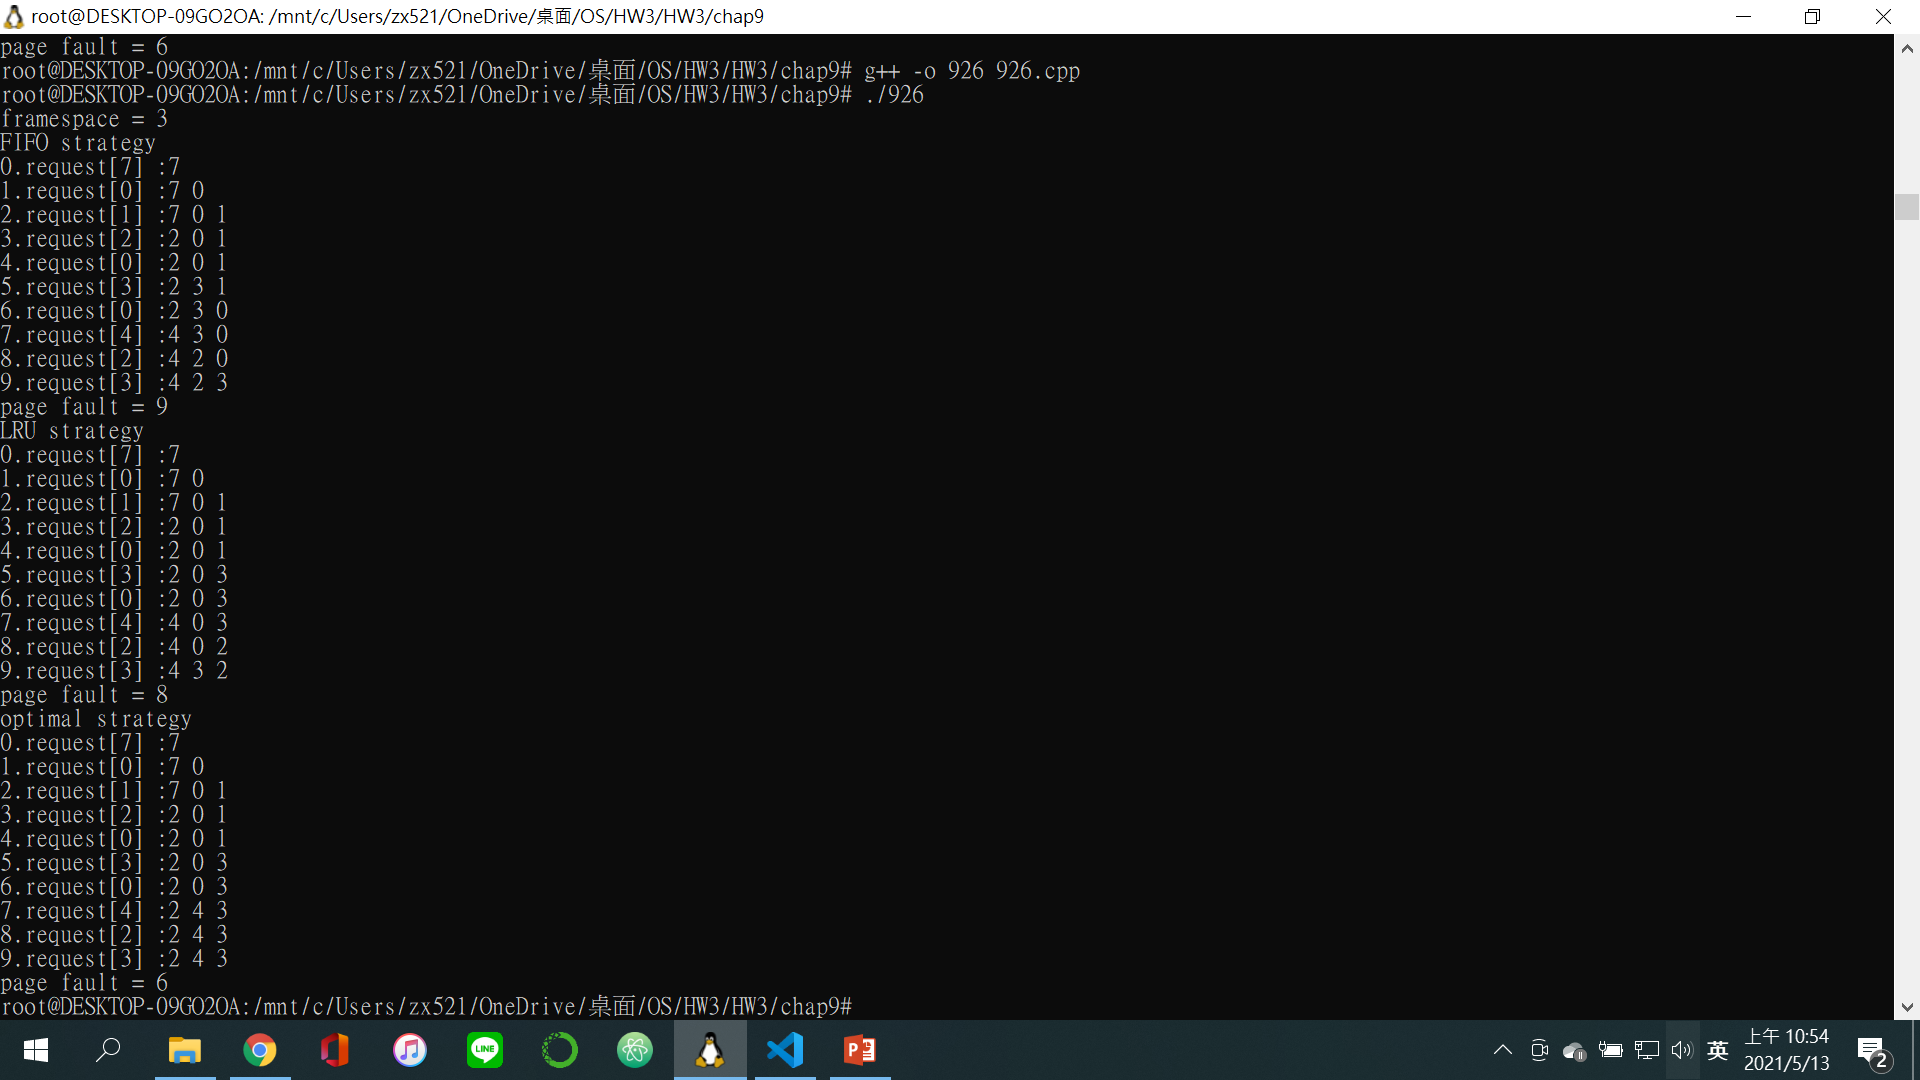 root@DESKTOP-09GO2OA: /mnt/c/Users/zx521/OneDrive/桌面/OS/HW3/HW3/chap9
page fault = 6
root@DESKTOP-09GO2OA:/mnt/c/Users/zx521/OneDrive/桌面/OS/HW3/HW3/chap9# g++ -o 926 926.cpp
root@DESKTOP-09GO2OA:/mnt/c/Users/zx521/OneDrive/桌面/OS/HW3/HW3/chap9# ./926
framespace = 3
FIFO strategy
0.request[7] :7
1.request[0] :7 0
2.request[1] :7 0 1
3.request[2] :2 0 1
4.request[0] :2 0 1
5.request[3] :2 3 1
6.request[0] :2 3 0
7.request[4] :4 3 0
8.request[2] :4 2 0
9.request[3] :4 2 3
page fault = 9
LRU strategy
0.request[7] :7
1.request[0] :7 0
2.request[1] :7 0 1
3.request[2] :2 0 1
4.request[0] :2 0 1
5.request[3] :2 0 3
6.request[0] :2 0 3
7.request[4] :4 0 3
8.request[2] :4 0 2
9.request[3] :4 3 2
page fault = 8
optimal strategy
0.request[7] :7
1.request[0] :7 0
2.request[1] :7 0 1
3.request[2] :2 0 1
4.request[0] :2 0 1
5.request[3] :2 0 3
6.request[0] :2 0 3
7.request[4] :2 4 3
8.request[2] :2 4 3
9.request[3] :2 4 3
page fault = 6
root@DESKTOP-09GO2OA:/mnt/c/Users/zx521/OneDrive/桌面/OS/HW3/HW3/chap9#
LINE
英
上午 10:54
2021/5/13
2